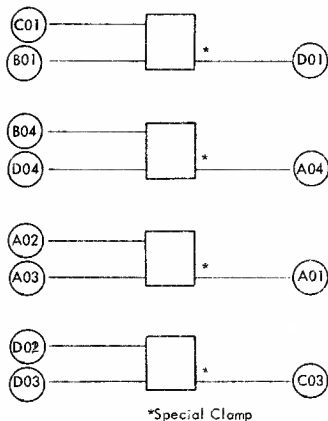 C01
B01 * D01
B04
D04 * A04
A02
A03 * A01
D02
D03 * C03
*Special Clamp